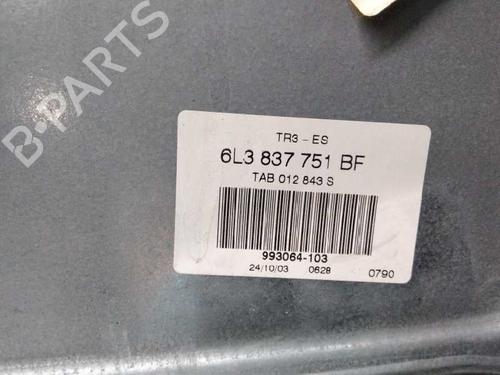 B-PARTS
TR3 - ES
6L3 837 751 BF
TAB 012 843 S
993064-103
24/10/03 0628 0790